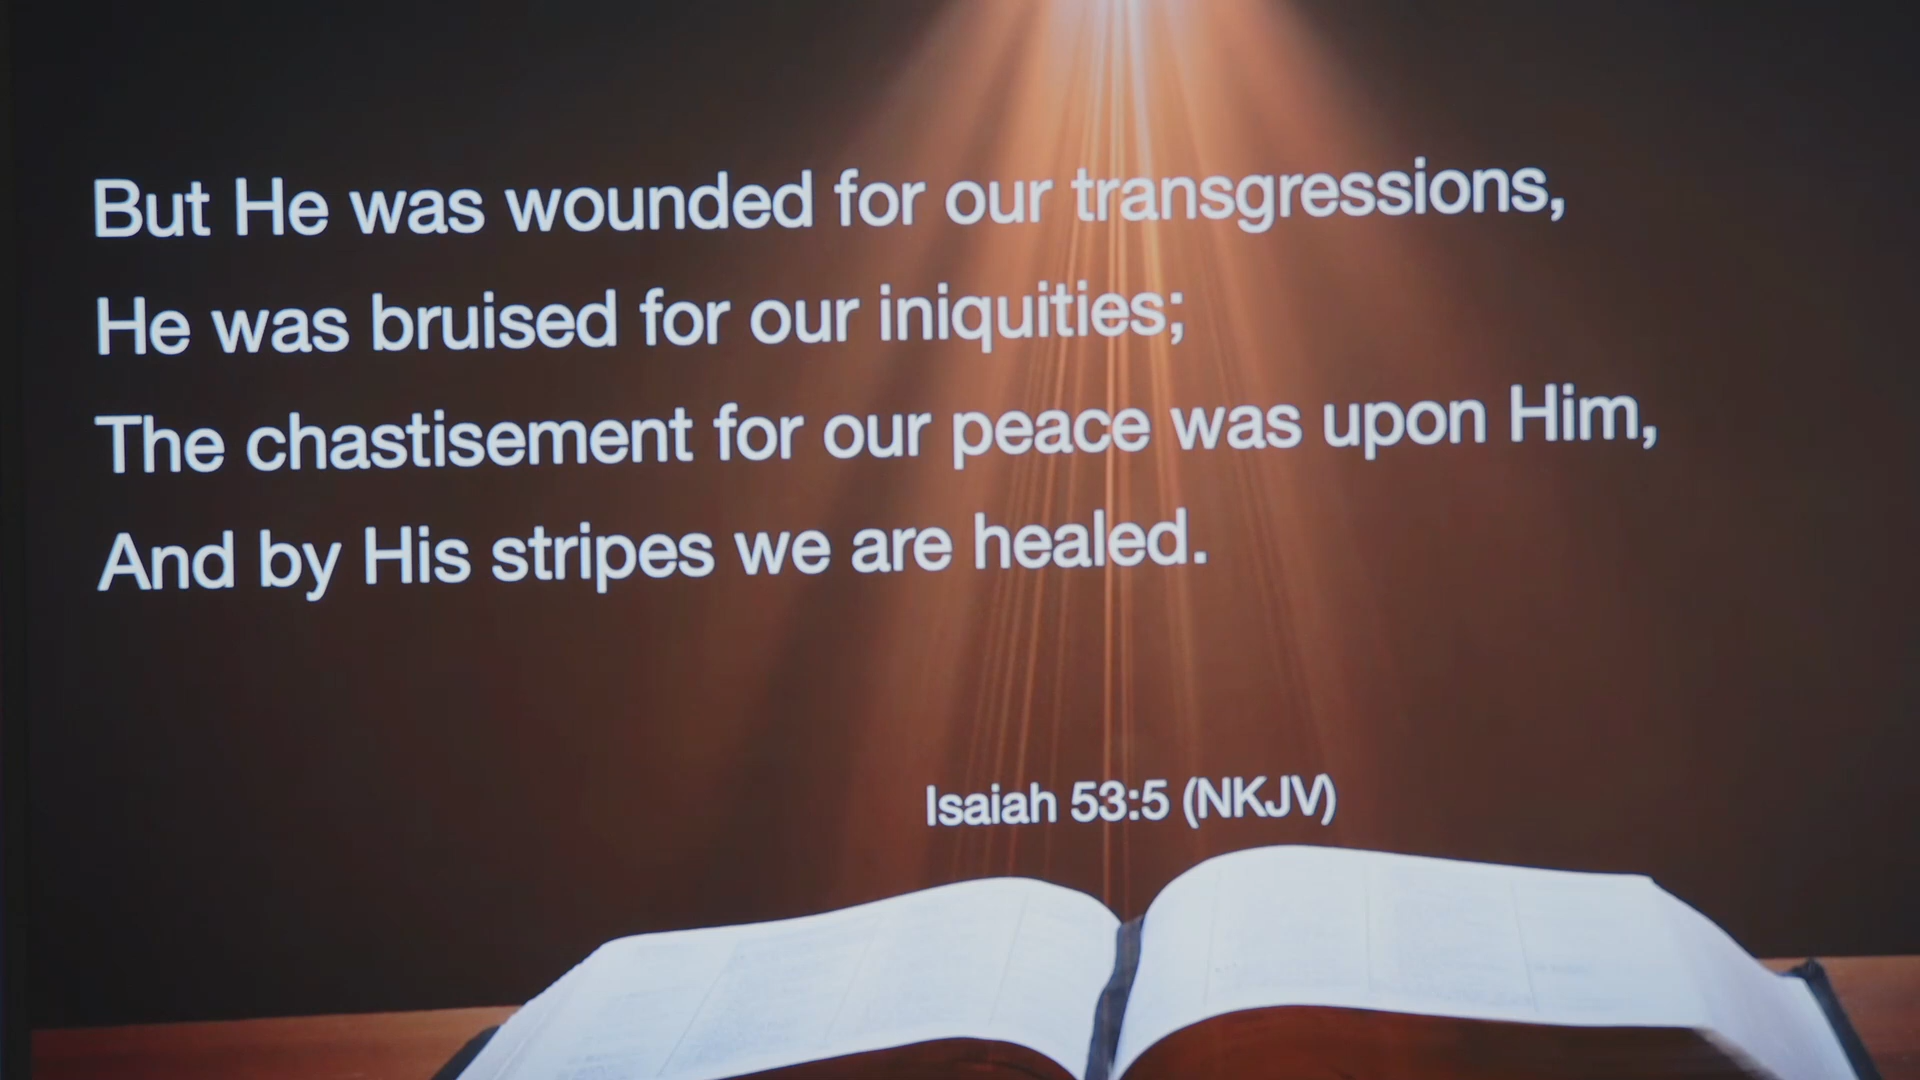 But He was wounded for our transgressions,
He was bruised for our iniquities;
The chastisement for our peace was upon Him,
And by His stripes we are healed.
Isaiah 53:5 (NKJV)